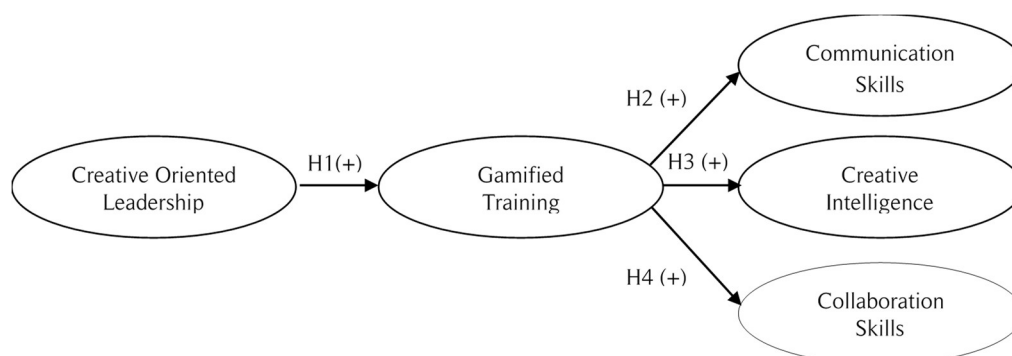 Communication
Skills
H2 (+)
H1(+)
H3 (+)
Creative Oriented
Leadership
Gamified
Training
Creative
Intelligence
H4 (+)
Collaboration
Skills